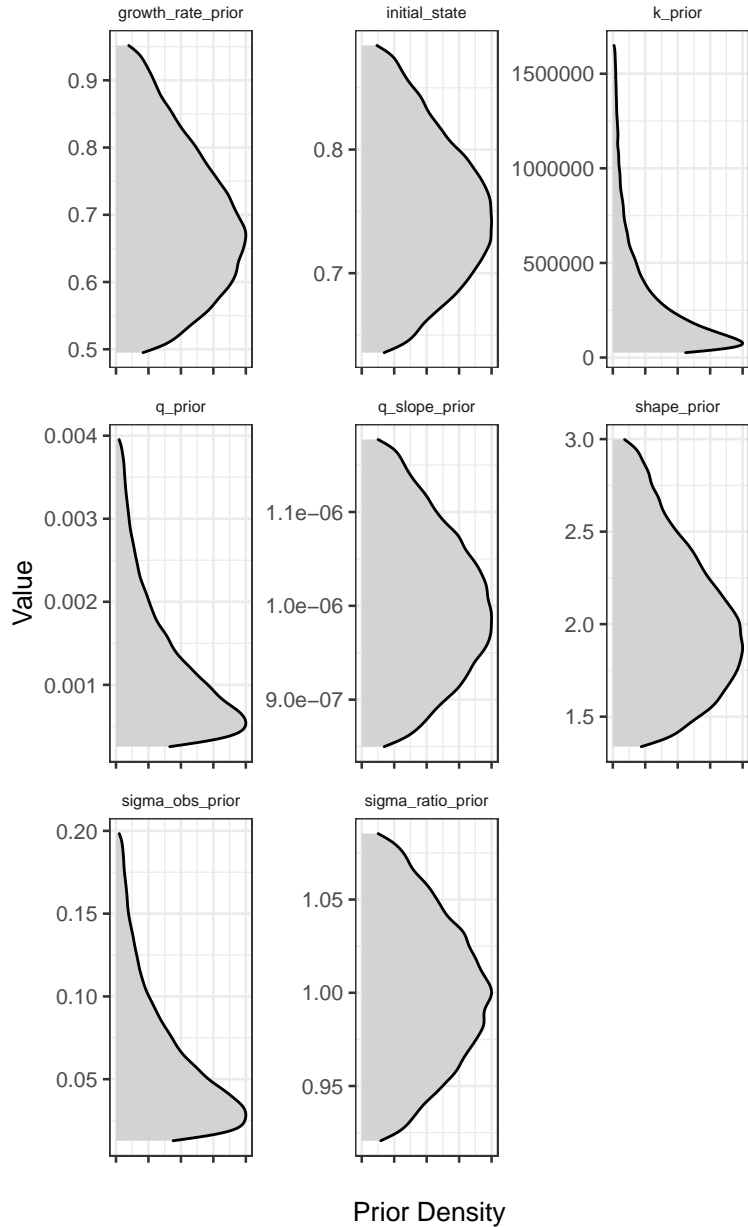 growth_rate_prior
initial_state
k_prior
0.9
0.8
0.7
0.6
0.5
0.8
0.7
1500000
1000000
500000
0
q_prior
q_slope_prior
shape_prior
0.004
0.003
0.002
0.001
1.1e−06
1.0e−06
9.0e−07
3.0
2.5
2.0
1.5
sigma_obs_prior
sigma_ratio_prior
0.20
0.15
0.10
0.05
1.05
1.00
0.95
Value
Prior Density